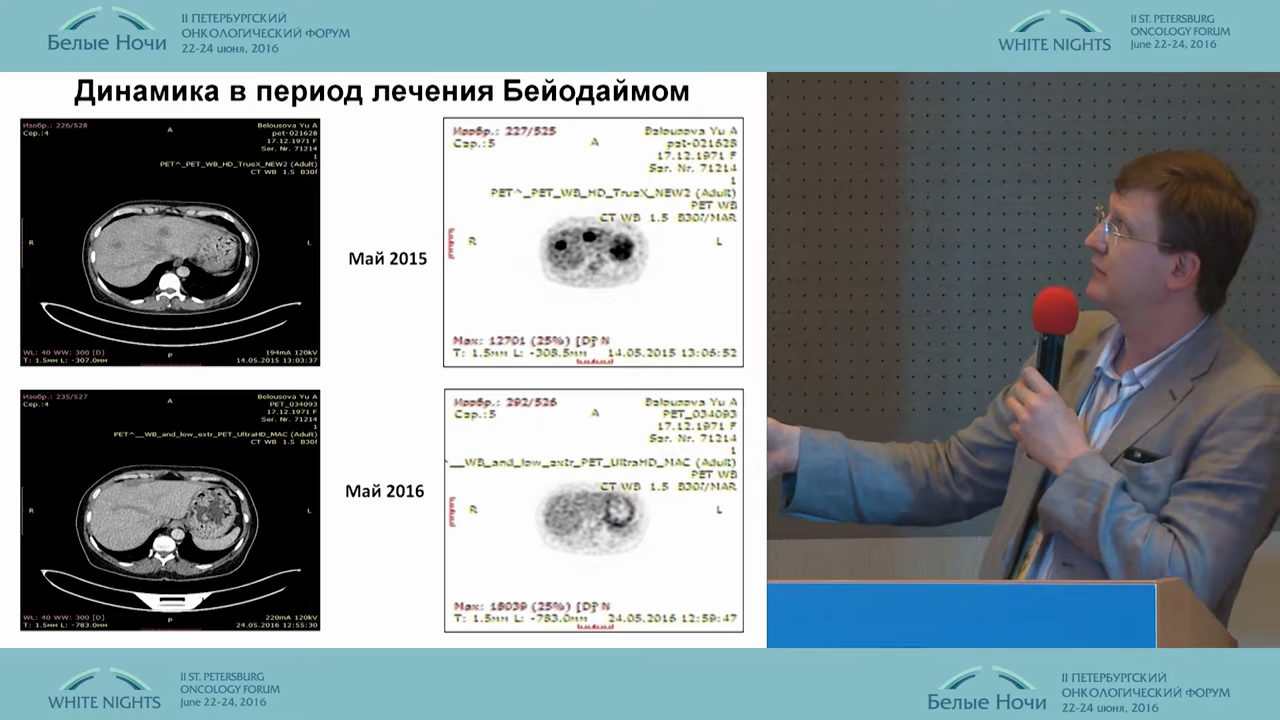 Белые Ночи
II ПЕТЕРБУРГСКИЙ
ОНКОЛОГИЧЕСКИЙ ФОРУМ
22-24 июня, 2016
WHITE NIGHTS
II ST. PETERSBURG
ONCOLOGY FORUM
June 22-24, 2016
Динамика в период лечения Бейодаймом
Изобр.: 226/528
Сер.:4
A
Belousova Yu A
pet-021628
17.12.1971 F
Ser. Nr. 71214
1
PET^_PET_WB_HD_TrueX_NEW2 (Adult)
CT WB 1.5 B30f
R
L
WL: 40 WW: 300 [D]
T: 1.5мм L: -307.0мм
P
194mA 120kV
14.05.2015 13:03:37
Май 2015
Изобр.: 227/525
Сер.:5
A
Belousova Yu A
pet-021628
17.12.1971 F
Ser. Nr. 71214
1
PET^_PET_WB_HD_TrueX_NEW2 (Adult)
PET WB
CT WB 1.5 B30f/MAR
R
L
Max: 12701 (25%) [D]
P
N
T: 1.5мм L: -308.5мм
14.05.2015 13:06:52
Изобр.: 235/527
Сер.:4
A
Belousova Yu A
PET_034093
17.12.1971 F
Ser. Nr. 71214
1
PET^__WB_and_low_extr_PET_UltraHD_MAC (Adult)
CT WB 1.5 B30f
R
L
WL: 40 WW: 300 [D]
T: 1.5мм L: -783.0мм
P
220mA 120kV
24.05.2016 12:55:30
Май 2016
Изобр.: 292/526
Сер.:5
A
Belousova Yu A
PET_034093
17.12.1971 F
Ser. Nr. 71214
1
^__WB_and_low_extr_PET_UltraHD_MAC (Adult)
PET WB
CT WB 1.5 B30f/MAR
R
L
Max: 18039 (25%) [D]
P
N
T: 1.5мм L: -783.0мм
24.05.2016 12:59:47
WHITE NIGHTS
II ST. PETERSBURG
ONCOLOGY FORUM
June 22-24, 2016
Белые Ночи
II ПЕТЕРБУРГСКИЙ
ОНКОЛОГИЧЕСКИЙ ФОРУМ
22-24 июня, 2016